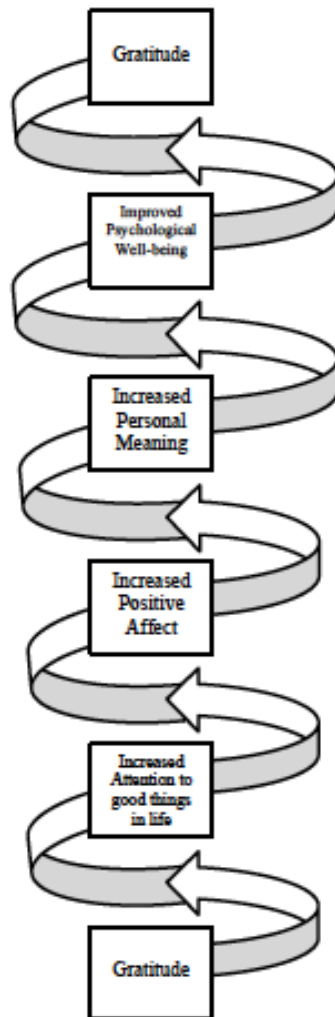 Gratitude
Improved
Psychological
Well-being
Increased
Personal
Meaning
Increased
Positive
Affect
Increased
Attention to
good things
in life
Gratitude